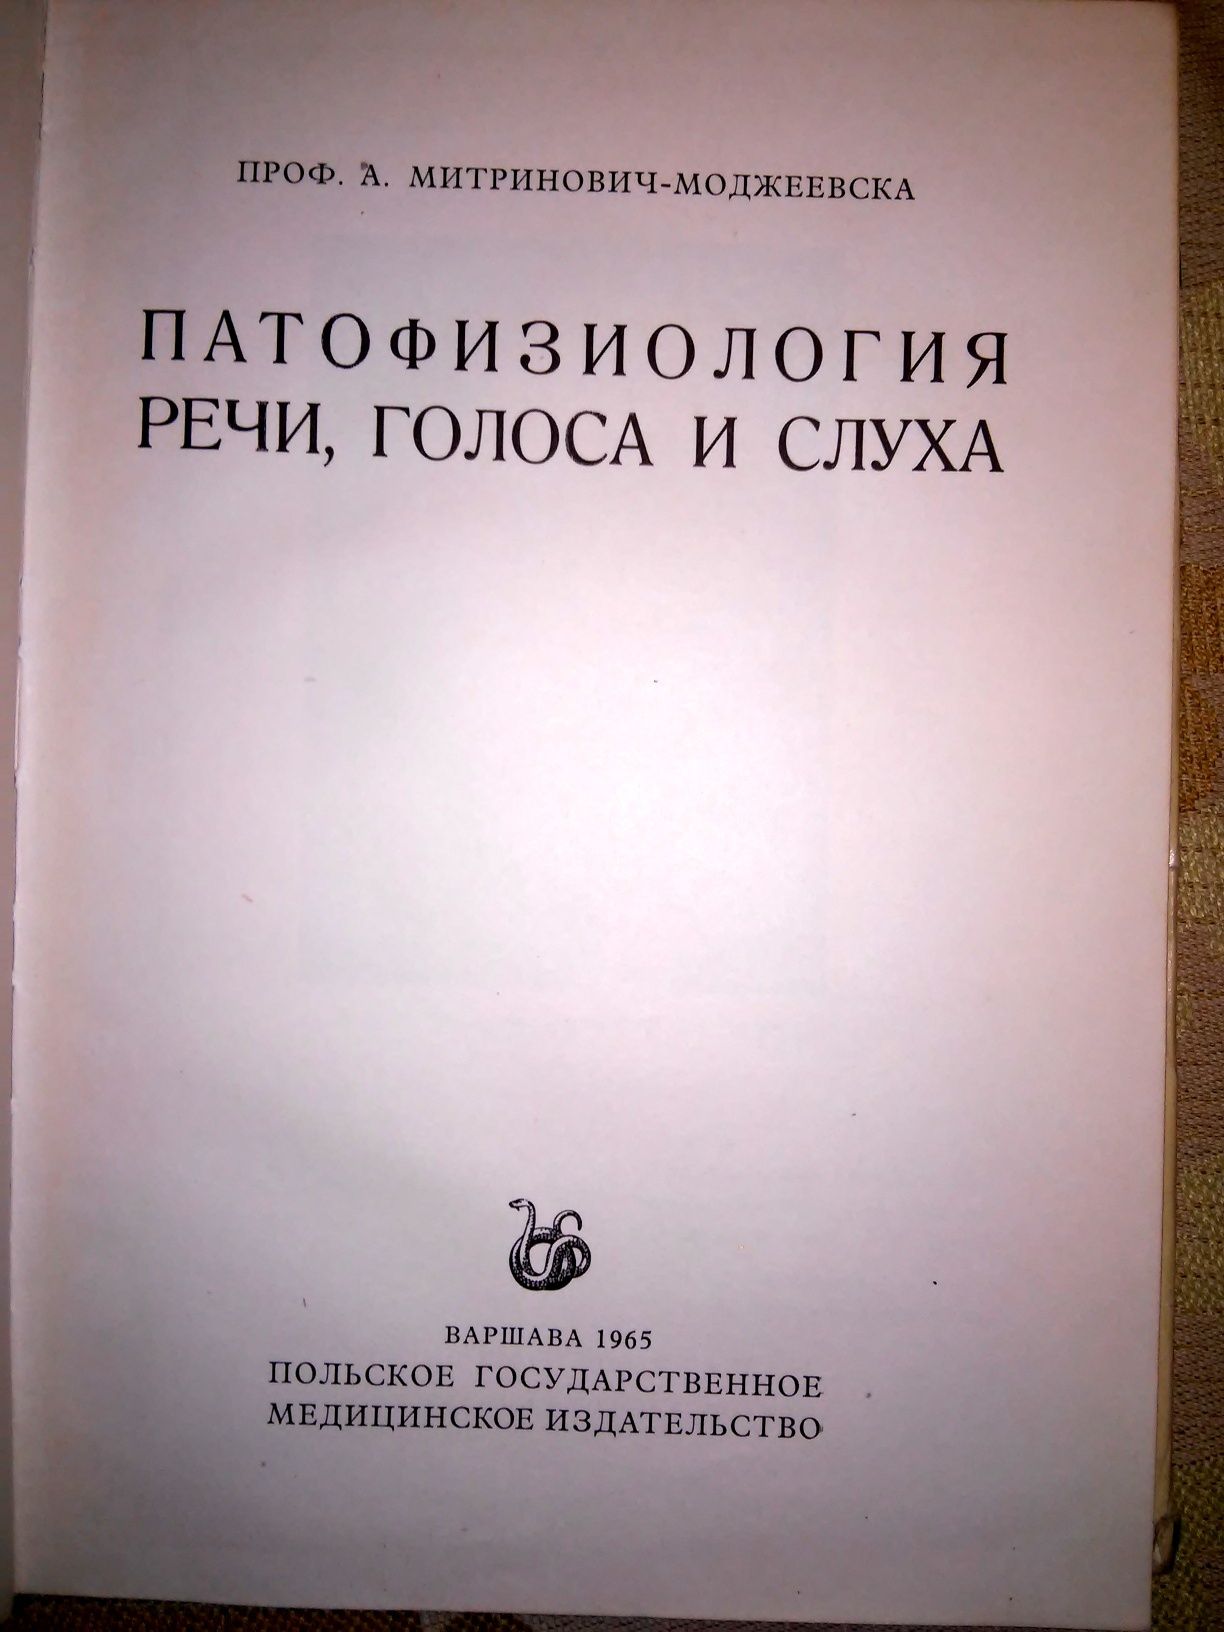 ПРОФ. А. МИТРИНОВИЧ-МОДЖЕЕВСКА
ПАТОФИЗИОЛОГИЯ
РЕЧИ, ГОЛОСА И СЛУХА
ВАРШАВА 1965
ПОЛЬСКОЕ ГОСУДАРСТВЕННОЕ
МЕДИЦИНСКОЕ ИЗДАТЕЛЬСТВО